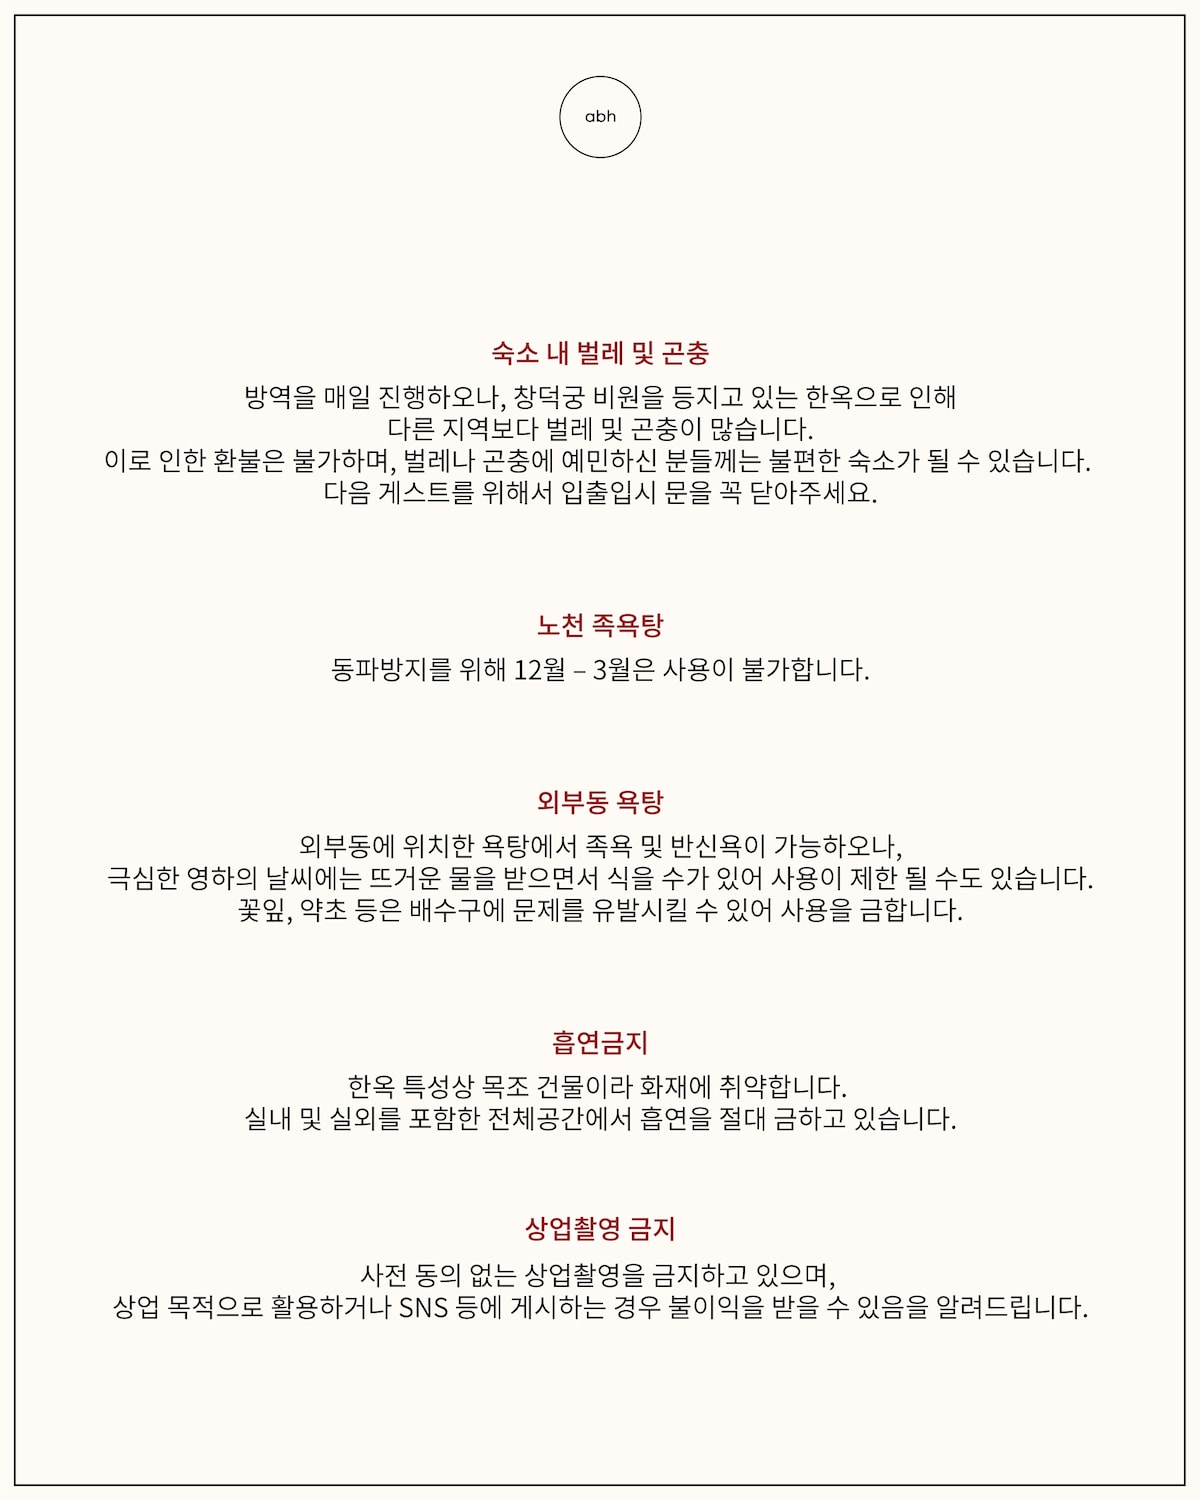 abh
숙소 내 벌레 및 곤충
방역을 매일 진행하오나, 창덕궁 비원을 등지고 있는 한옥으로 인해
다른 지역보다 벌레 및 곤충이 많습니다.
이로 인한 환불은 불가하며, 벌레나 곤충에 예민하신 분들께는 불편한 숙소가 될 수 있습니다.
다음 게스트를 위해서 입출입시 문을 꼭 닫아주세요.
노천 족욕탕
동파방지를 위해 12월 – 3월은 사용이 불가합니다.
외부동 욕탕
외부동에 위치한 욕탕에서 족욕 및 반신욕이 가능하오나,
극심한 영하의 날씨에는 뜨거운 물을 받으면서 식을 수가 있어 사용이 제한 될 수도 있습니다.
꽃잎, 약초 등은 배수구에 문제를 유발시킬 수 있어 사용을 금합니다.
흡연금지
한옥 특성상 목조 건물이라 화재에 취약합니다.
실내 및 실외를 포함한 전체공간에서 흡연을 절대 금하고 있습니다.
상업촬영 금지
사전 동의 없는 상업촬영을 금지하고 있으며,
상업 목적으로 활용하거나 SNS 등에 게시하는 경우 불이익을 받을 수 있음을 알려드립니다.